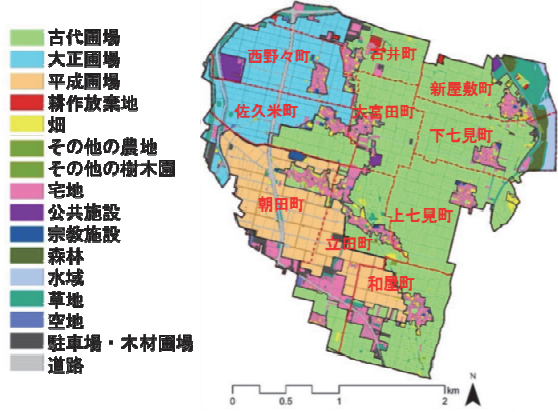 古代圃場
大正圃場
平成圃場
耕作放棄地
畑
その他の農地
その他の樹木園
宅地
公共施設
宗教施設
森林
水域
草地
空地
駐車場・木材圃場
道路
西野々町
古井町
新屋敷町
佐久米町
大富田町
下七見町
朝田町
上七見町
立田町
和屋町
N
km
0 0.5 1 2